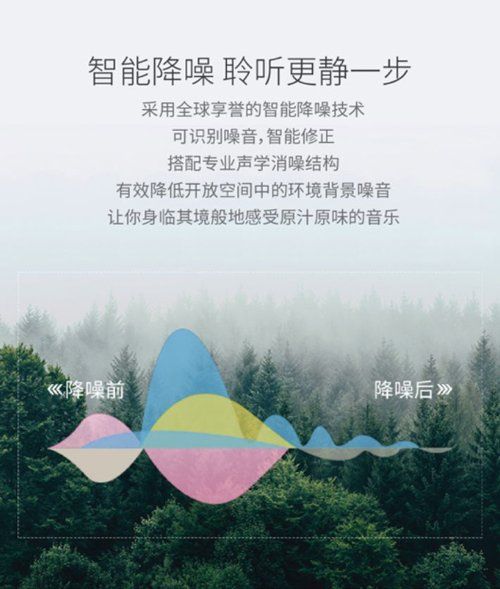 智能降噪 聆听更静一步
采用全球享誉的智能降噪技术
可识别噪音,智能修正
搭配专业声学消噪结构
有效降低开放空间中的环境背景噪音
让你身临其境般地感受原汁原味的音乐
降噪前
降噪后